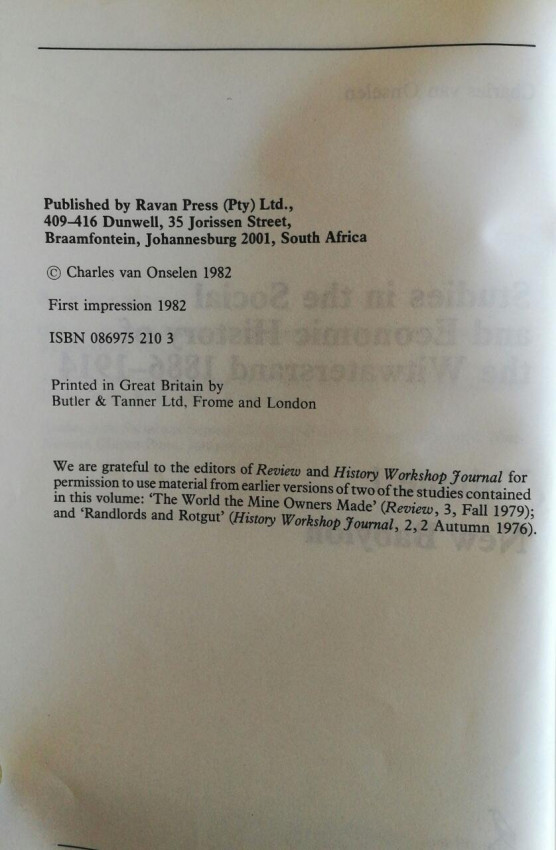 Published by Ravan Press (Pty) Ltd.,
409–416 Dunwell, 35 Jorissen Street,
Braamfontein, Johannesburg 2001, South Africa
© Charles van Onselen 1982
First impression 1982
ISBN 086975 210 3
Printed in Great Britain by
Butler & Tanner Ltd, Frome and London
We are grateful to the editors of Review and History Workshop Journal for
permission to use material from earlier versions of two of the studies contained
in this volume: ‘The World the Mine Owners Made’ (Review, 3, Fall 1979);
and ‘Randlords and Rotgut’ (History Workshop Journal, 2, 2 Autumn 1976).